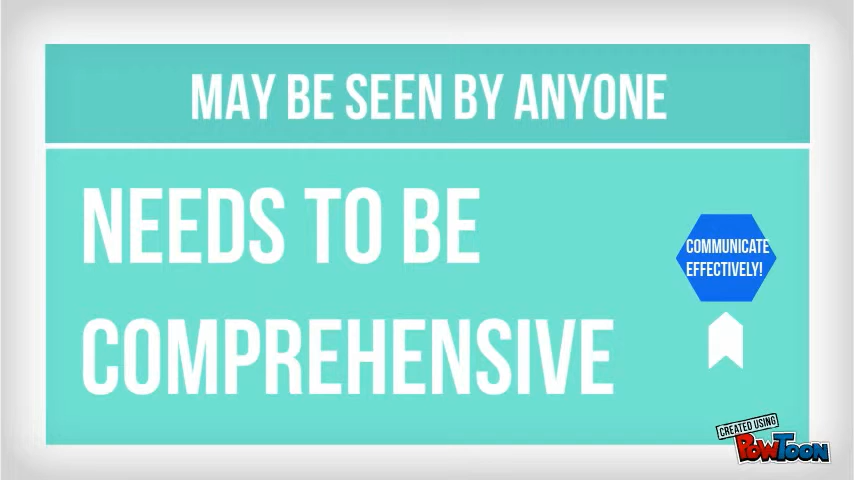 MAY BE SEEN BY ANYONE
NEEDS TO BE
COMPREHENSIVE
COMMUNICATE
EFFECTIVELY!
CREATED USING
POWTOON